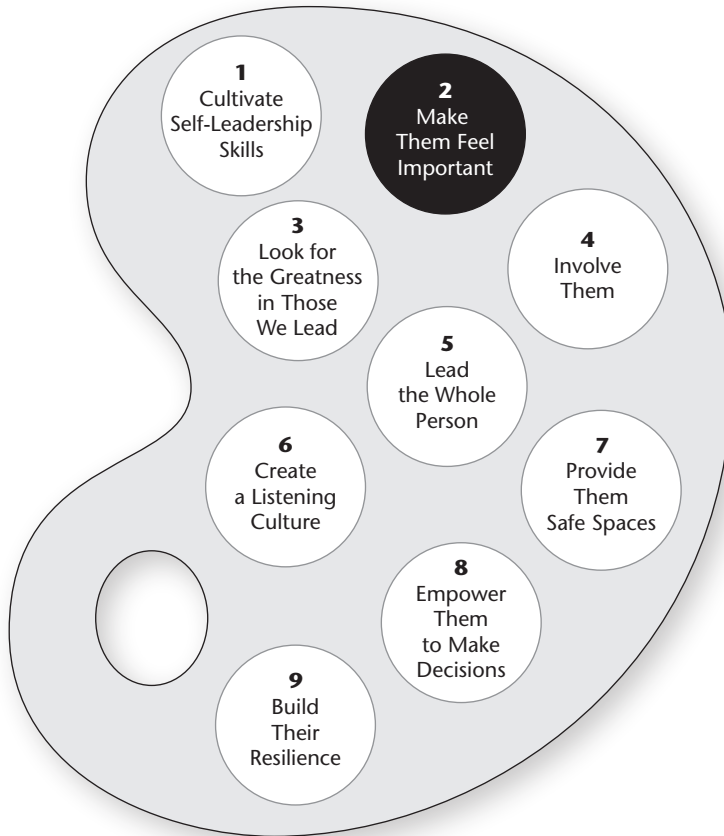 1
Cultivate
Self-Leadership
Skills
2
Make
Them Feel
Important
3
Look for
the Greatness
in Those
We Lead
4
Involve
Them
5
Lead
the Whole
Person
6
Create
a Listening
Culture
7
Provide
Them
Safe Spaces
8
Empower
Them
to Make
Decisions
9
Build
Their
Resilience